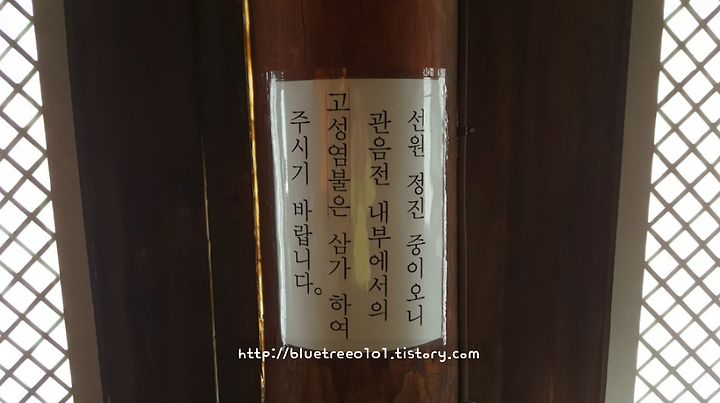 선원 정진 중이오니
관음전 내부에서의
고성염불은 삼가 하여
주시기 바랍니다。
http://bluetree0101.tistory.com